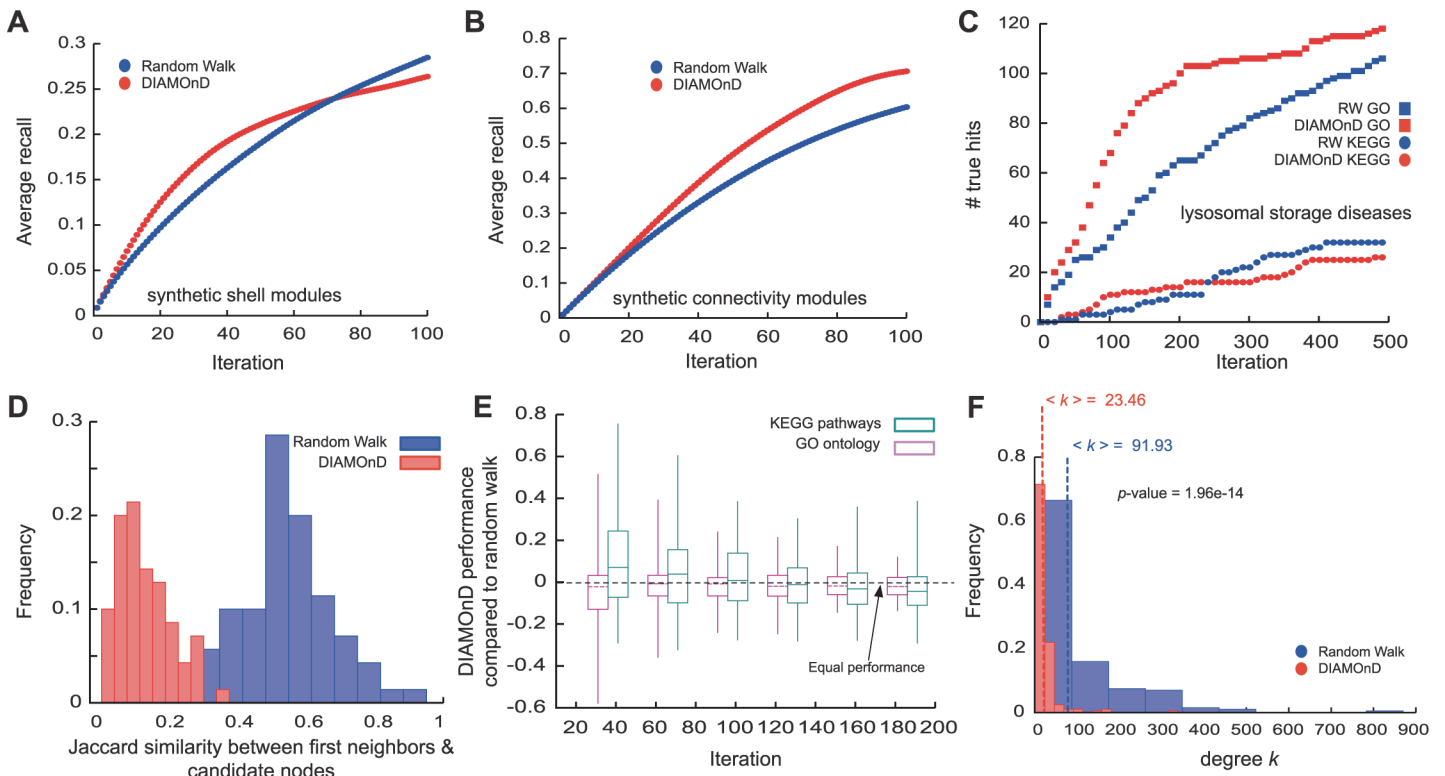 A
0.3
0.25
0.2
0.15
0.1
0.05
0
Average recall
Random Walk
DIAMOnD
synthetic shell modules
0 20 40 60 80 100
Iteration
B
0.8
0.7
0.6
0.5
0.4
0.3
0.2
0.1
0
Average recall
Random Walk
DIAMOnD
synthetic connectivity modules
0 20 40 60 80 100
Iteration
C
120
100
80
60
40
20
0
# true hits
RW GO
DIAMOnD GO
RW KEGG
DIAMOnD KEGG
lysosomal storage diseases
0 100 200 300 400 500
Iteration
D
0.3
0.2
0.1
0
Frequency
Random Walk
DIAMOnD
0 0.2 0.4 0.6 0.8 1
Jaccard similarity between first neighbors &
candidate nodes
E
0.8
0.6
0.4
0.2
0
-0.2
-0.4
-0.6
DIAMOnD performance
compared to random walk
KEGG pathways
GO ontology
Equal performance
20 40 60 80 100 120 140 160 180 200
Iteration
F
< k > = 23.46
< k > = 91.93
p-value = 1.96e-14
0.8
0.6
0.4
0.2
0
Frequency
Random Walk
DIAMOnD
0 100 200 300 400 500 600 700 800 900
degree k